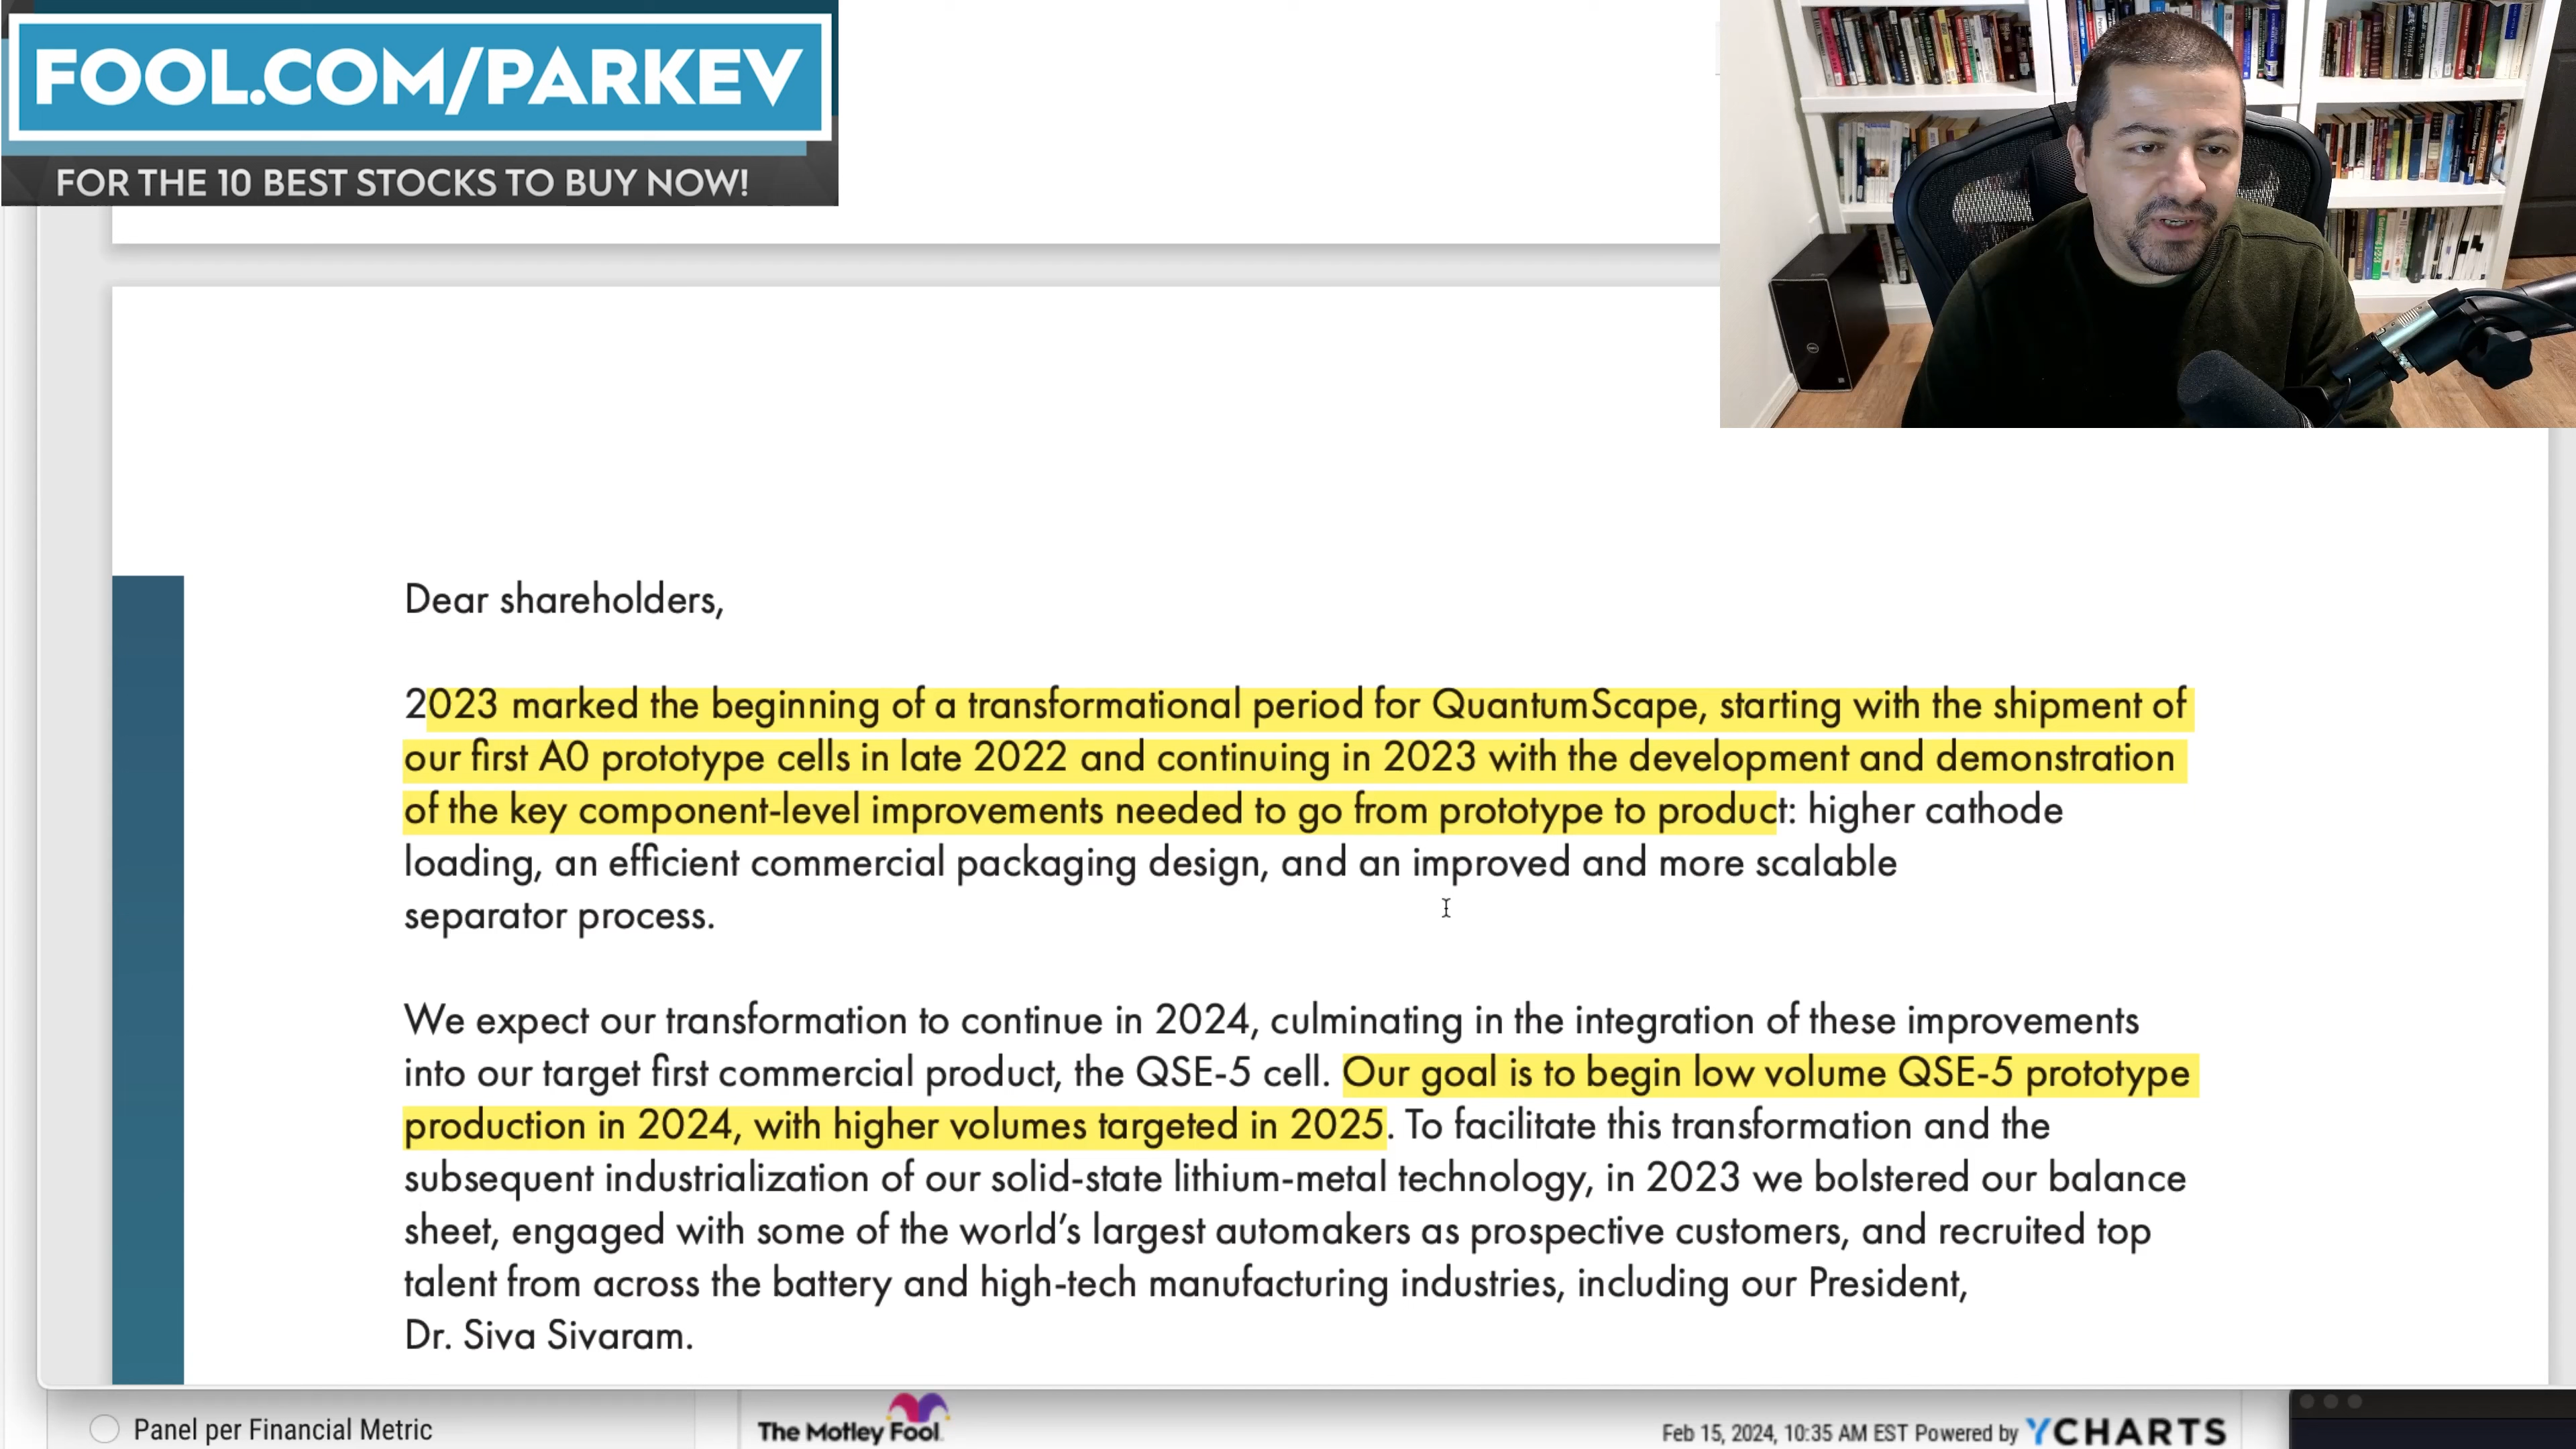 FOOL.COM/PARKEV
FOR THE 10 BEST STOCKS TO BUY NOW!
Dear shareholders,
2023 marked the beginning of a transformational period for QuantumScape, starting with the shipment of
our first A0 prototype cells in late 2022 and continuing in 2023 with the development and demonstration
of the key component-level improvements needed to go from prototype to product: higher cathode
loading, an efficient commercial packaging design, and an improved and more scalable
separator process.
We expect our transformation to continue in 2024, culminating in the integration of these improvements
into our target first commercial product, the QSE-5 cell. Our goal is to begin low volume QSE-5 prototype
production in 2024, with higher volumes targeted in 2025. To facilitate this transformation and the
subsequent industrialization of our solid-state lithium-metal technology, in 2023 we bolstered our balance
sheet, engaged with some of the world’s largest automakers as prospective customers, and recruited top
talent from across the battery and high-tech manufacturing industries, including our President,
Dr. Siva Sivaram.
Panel per Financial Metric
The Motley Fool
Feb 15, 2024, 10:35 AM EST Powered by YCHARTS